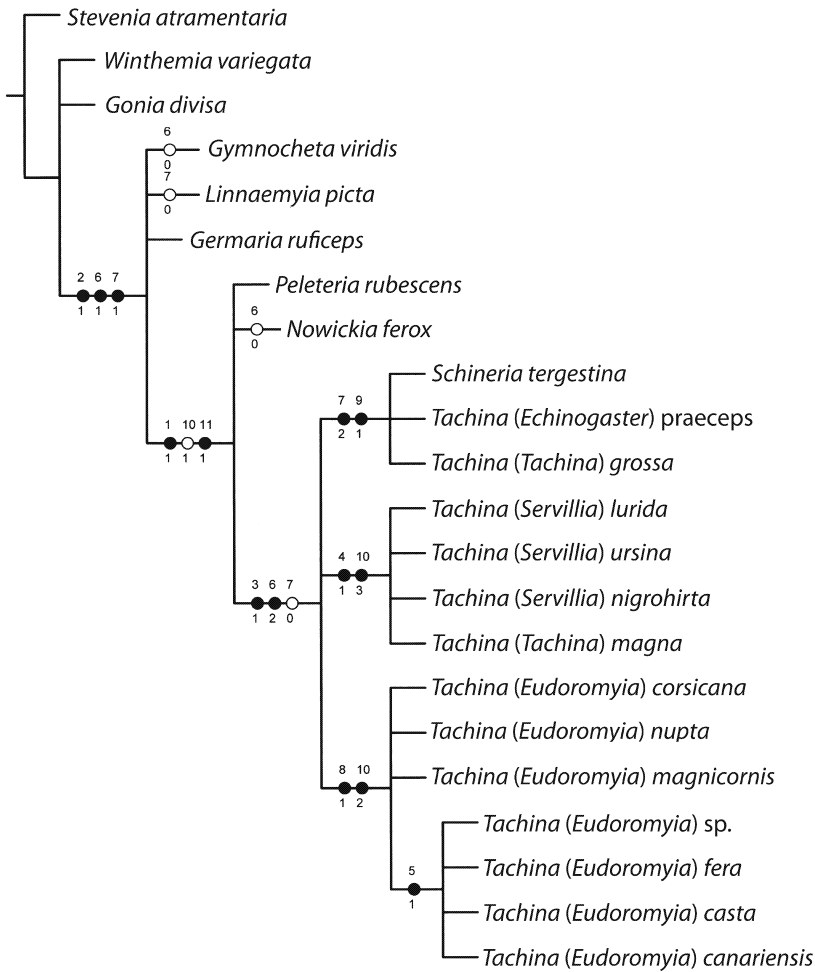 Stevenia atramentaria
Winthemia variegata
Gonia divisa
6
Gymnocheta viridis
0
7
Linnaemyia picta
0
Germaria ruficeps
2 6 7
1 1 1
Peleteria rubescens
6
Nowickia ferox
0
Schineria tergestina
7 9
Tachina (Echinogaster) praeceps
2 1
1 10 11
1 1 1
Tachina (Tachina) grossa
Tachina (Servillia) lurida
Tachina (Servillia) ursina
4 10
1 3
3 6 7
Tachina (Servillia) nigrohirta
1 2 0
Tachina (Tachina) magna
Tachina (Eudoromyia) corsicana
Tachina (Eudoromyia) nupta
8 10
Tachina (Eudoromyia) magnicornis
1 2
Tachina (Eudoromyia) sp.
Tachina (Eudoromyia) fera
5
1
Tachina (Eudoromyia) casta
Tachina (Eudoromyia) canariensis